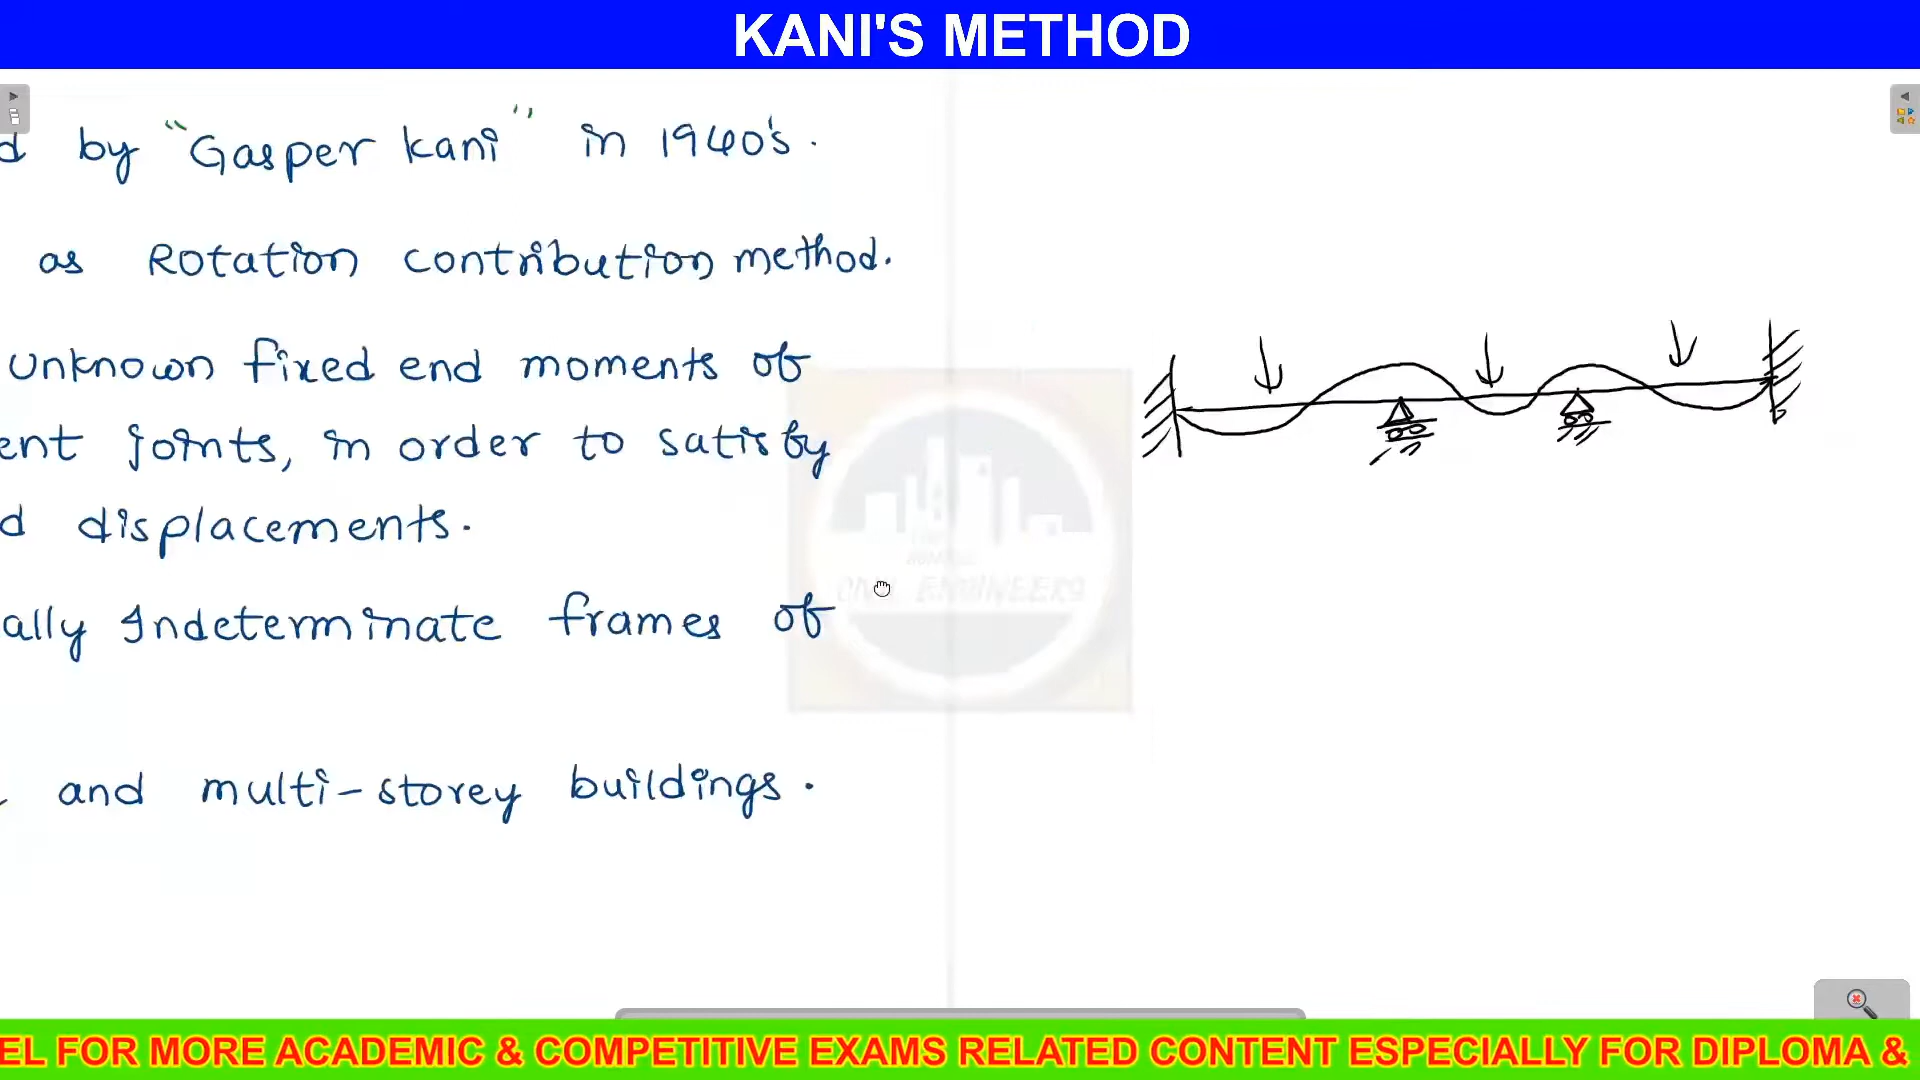 KANI'S METHOD
d by "Gasper Kani" in 1940's.
as Rotation contribution method.
unknown fixed end moments of
ent joints, in order to satisfy
d displacements.
ally Indeterminate frames of
and multi-storey buildings.
CIVIL ENGINEERS
EL FOR MORE ACADEMIC & COMPETITIVE EXAMS RELATED CONTENT ESPECIALLY FOR DIPLOMA &